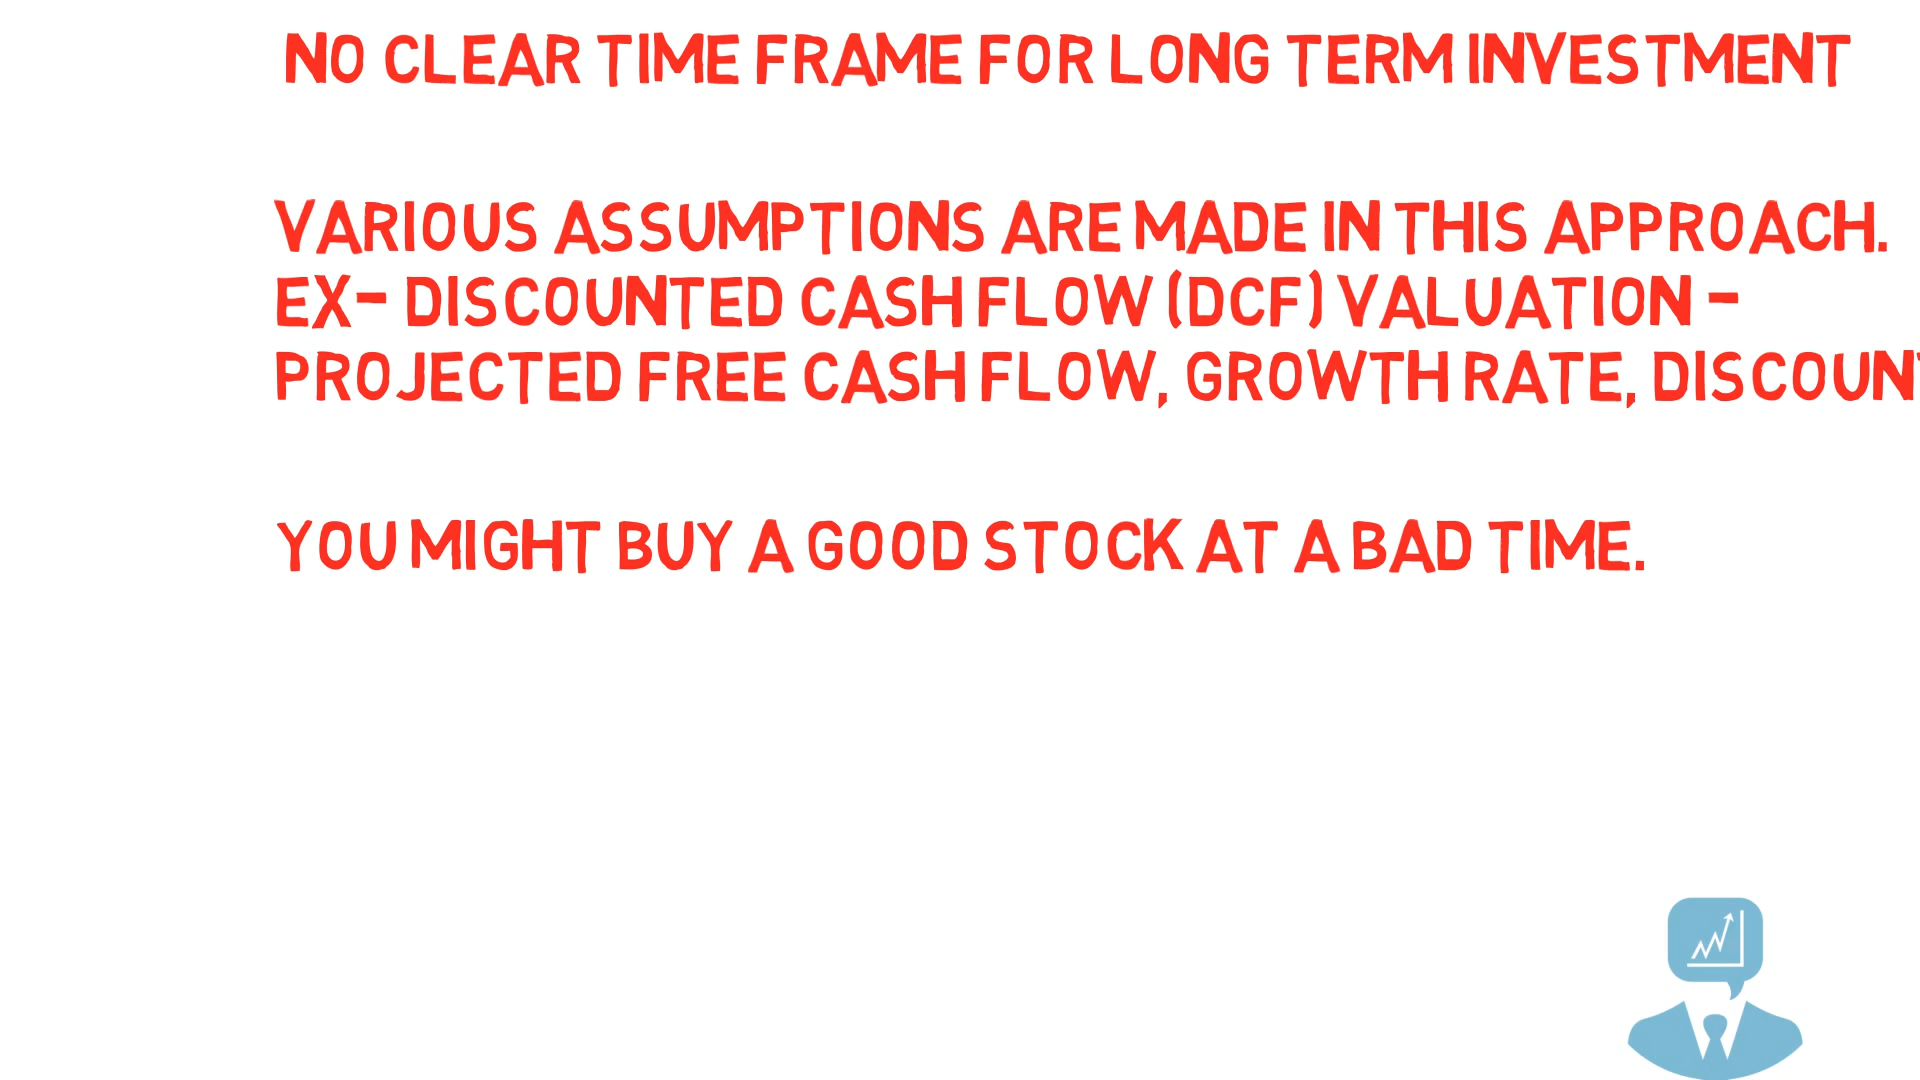 NO CLEAR TIME FRAME FOR LONG TERM INVESTMENT
VARIOUS ASSUMPTIONS ARE MADE IN THIS APPROACH.
EX- DISCOUNTED CASH FLOW (DCF) VALUATION -
PROJECTED FREE CASH FLOW, GROWTH RATE, DISCOUNT
YOU MIGHT BUY A GOOD STOCK AT A BAD TIME.